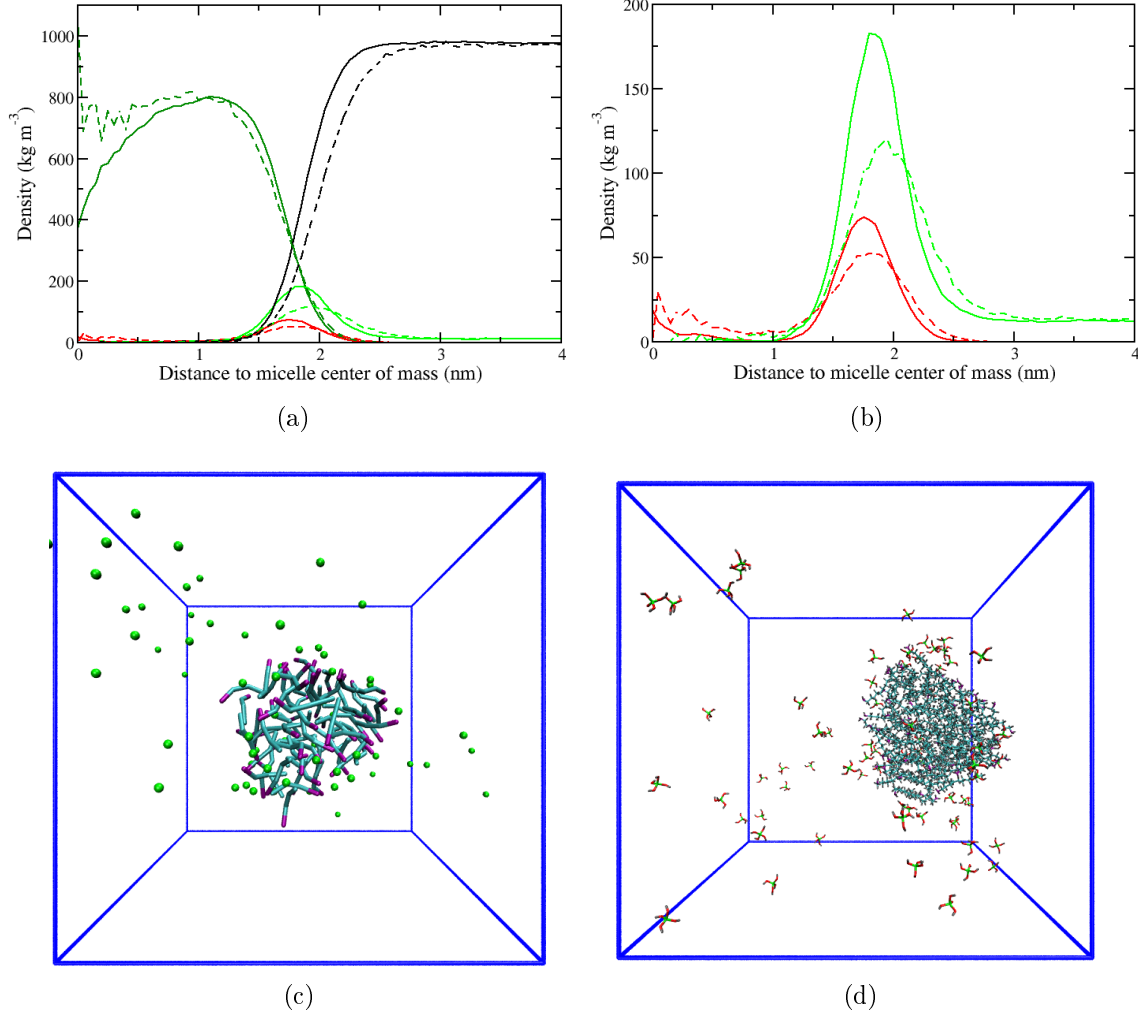 1000
800
600
400
200
0
Density (kg m⁻³)
0 1 2 3 4
Distance to micelle center of mass (nm)
(a)
200
150
100
50
0
Density (kg m⁻³)
0 1 2 3 4
Distance to micelle center of mass (nm)
(b)
(c)
(d)